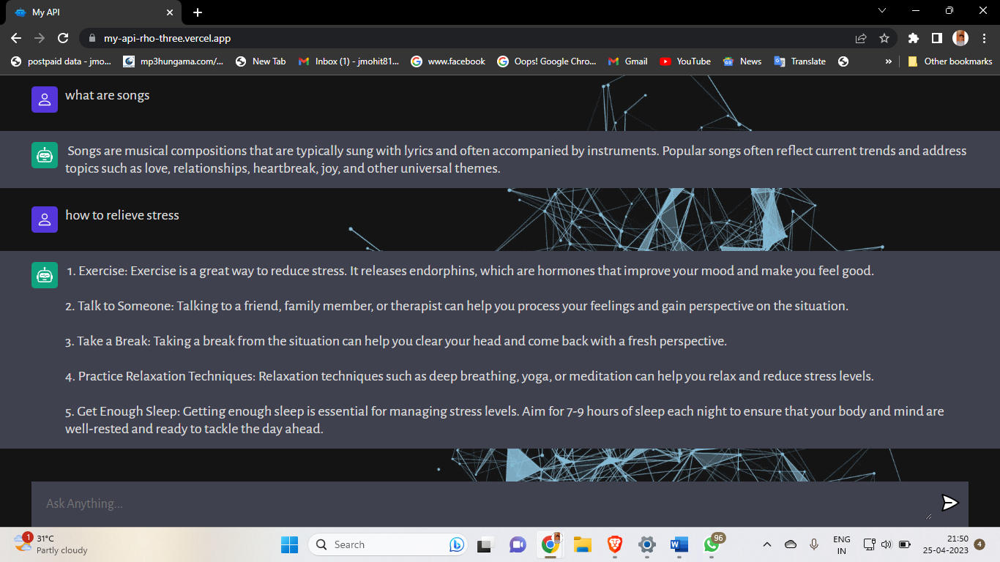 My API
my-api-rho-three.vercel.app
postpaid data - jmo... mp3hungama.com/... New Tab Inbox (1) - jmohit81... www.facebook Oops! Google Chro... Gmail YouTube News Translate » Other bookmarks
what are songs
Songs are musical compositions that are typically sung with lyrics and often accompanied by instruments. Popular songs often reflect current trends and address
topics such as love, relationships, heartbreak, joy, and other universal themes.
how to relieve stress
1. Exercise: Exercise is a great way to reduce stress. It releases endorphins, which are hormones that improve your mood and make you feel good.
2. Talk to Someone: Talking to a friend, family member, or therapist can help you process your feelings and gain perspective on the situation.
3. Take a Break: Taking a break from the situation can help you clear your head and come back with a fresh perspective.
4. Practice Relaxation Techniques: Relaxation techniques such as deep breathing, yoga, or meditation can help you relax and reduce stress levels.
5. Get Enough Sleep: Getting enough sleep is essential for managing stress levels. Aim for 7-9 hours of sleep each night to ensure that your body and mind are
well-rested and ready to tackle the day ahead.
Ask Anything...
1 31°C
Partly cloudy
Search
96
ENG
IN
21:50
25-04-2023
4